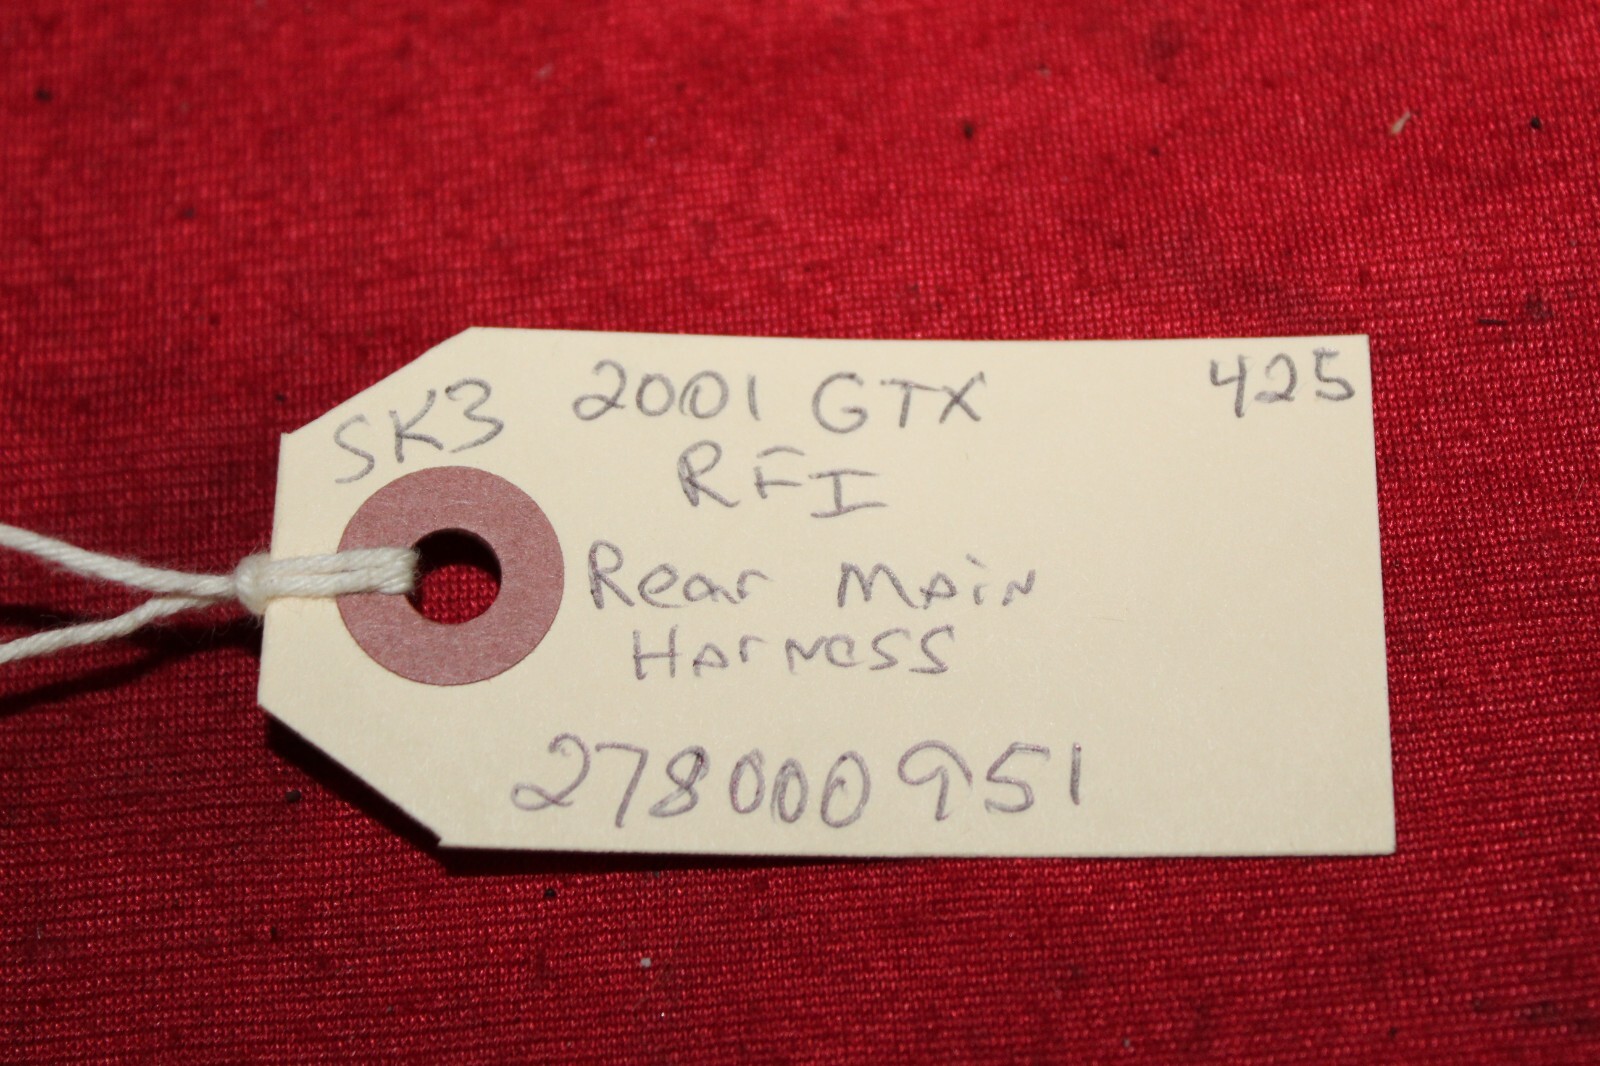 SK3 2001 GTX 425
RFI
Rear Main
Harness
278000951